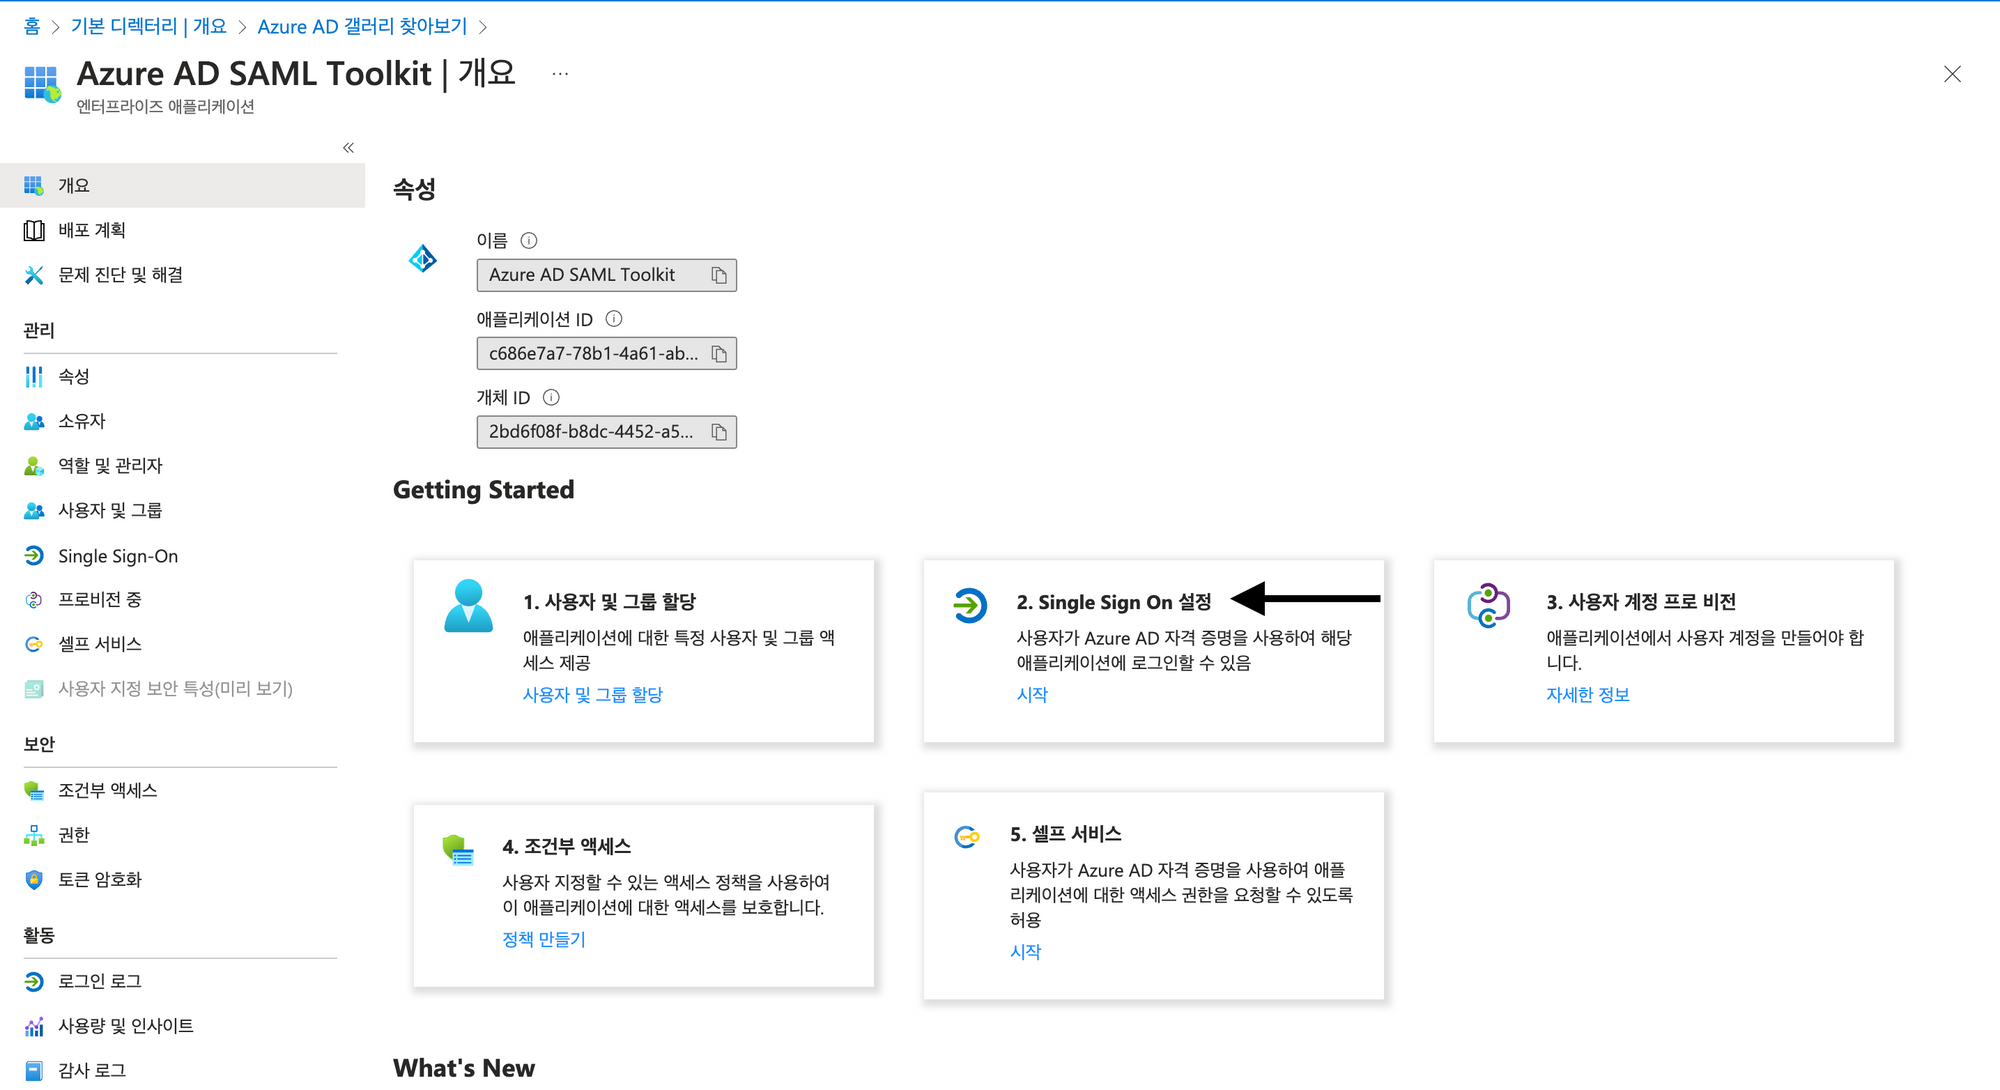 홈 > 기본 디렉터리 | 개요 > Azure AD 갤러리 찾아보기 >
Azure AD SAML Toolkit | 개요 ...
엔터프라이즈 애플리케이션
«
개요
배포 계획
문제 진단 및 해결
관리
속성
소유자
역할 및 관리자
사용자 및 그룹
Single Sign-On
프로비전 중
셀프 서비스
사용자 지정 보안 특성(미리 보기)
보안
조건부 액세스
권한
토큰 암호화
활동
로그인 로그
사용량 및 인사이트
감사 로그
속성
이름
Azure AD SAML Toolkit
애플리케이션 ID
c686e7a7-78b1-4a61-ab...
개체 ID
2bd6f08f-b8dc-4452-a5...
Getting Started
1. 사용자 및 그룹 할당
애플리케이션에 대한 특정 사용자 및 그룹 액
세스 제공
사용자 및 그룹 할당
2. Single Sign On 설정
사용자가 Azure AD 자격 증명을 사용하여 해당
애플리케이션에 로그인할 수 있음
시작
3. 사용자 계정 프로 비전
애플리케이션에서 사용자 계정을 만들어야 합
니다.
자세한 정보
4. 조건부 액세스
사용자 지정할 수 있는 액세스 정책을 사용하여
이 애플리케이션에 대한 액세스를 보호합니다.
정책 만들기
5. 셀프 서비스
사용자가 Azure AD 자격 증명을 사용하여 애플
리케이션에 대한 액세스 권한을 요청할 수 있도록
허용
시작
What's New